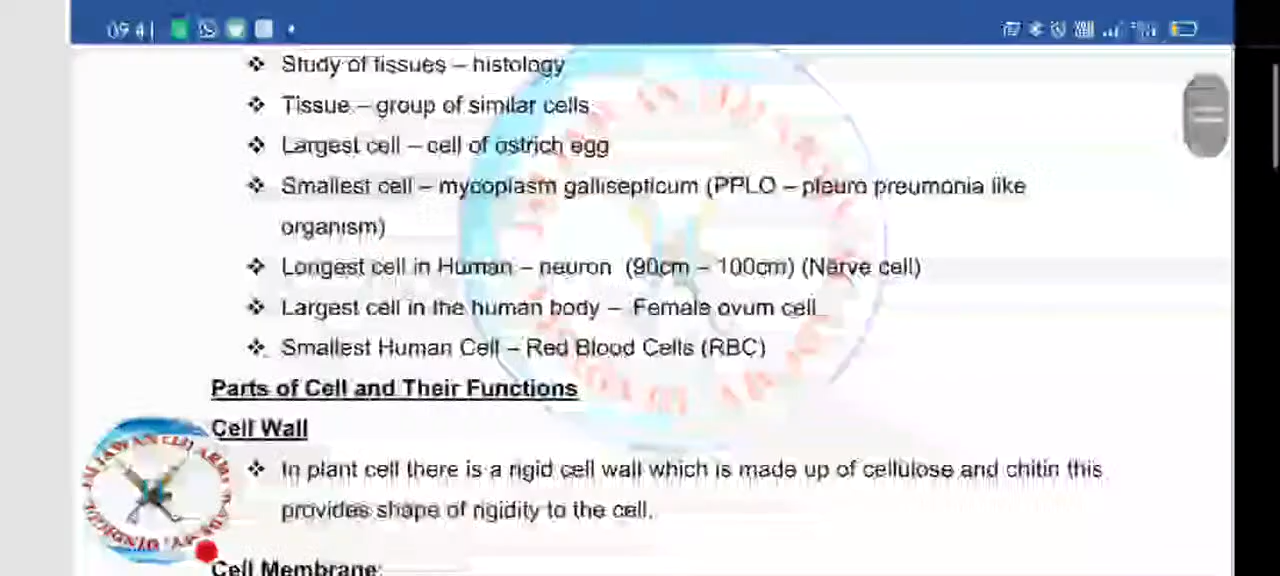 09 41
❖ Study of tissues – histology
❖ Tissue – group of similar cells
❖ Largest cell – cell of ostrich egg
❖ Smallest cell – mycoplasm gallisepticum (PPLO – pleuro preumonia like
organism)
❖ Longest cell in Human – neuron (90cm – 100cm) (Nerve cell)
❖ Largest cell in the human body – Female ovum cell
❖ Smallest Human Cell – Red Blood Cells (RBC)
Parts of Cell and Their Functions
Cell Wall
❖ In plant cell there is a rigid cell wall which is made up of cellulose and chitin this
provides shape of rigidity to the cell.
Cell Membrane: